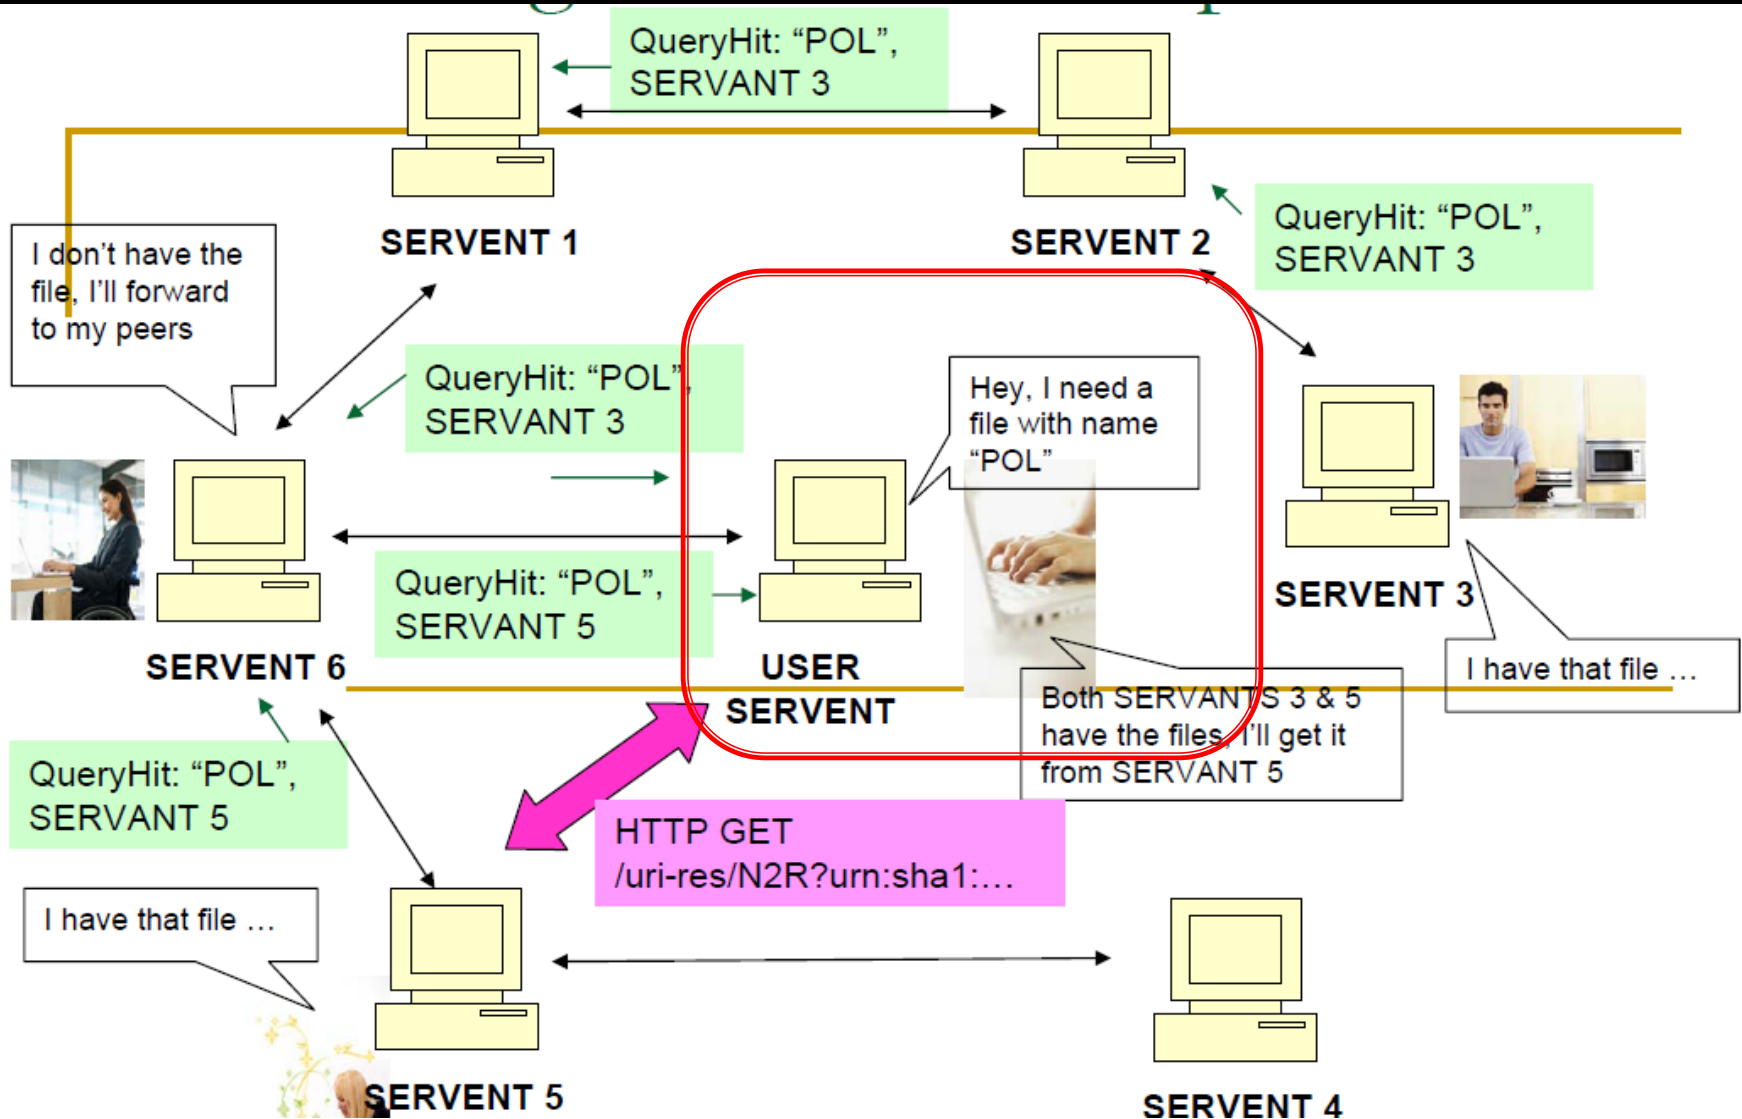 QueryHit: “POL”,
SERVANT 3
SERVENT 1
SERVENT 2
QueryHit: “POL”,
SERVANT 3
I don’t have the
file, I’ll forward
to my peers
QueryHit: “POL”,
SERVANT 3
Hey, I need a
file with name
“POL”
QueryHit: “POL”,
SERVANT 5
SERVENT 3
SERVENT 6
USER
SERVENT
I have that file …
Both SERVANTS 3 & 5
have the files, I’ll get it
from SERVANT 5
QueryHit: “POL”,
SERVANT 5
HTTP GET
/uri-res/N2R?urn:sha1:…
I have that file …
SERVENT 5
SERVENT 4